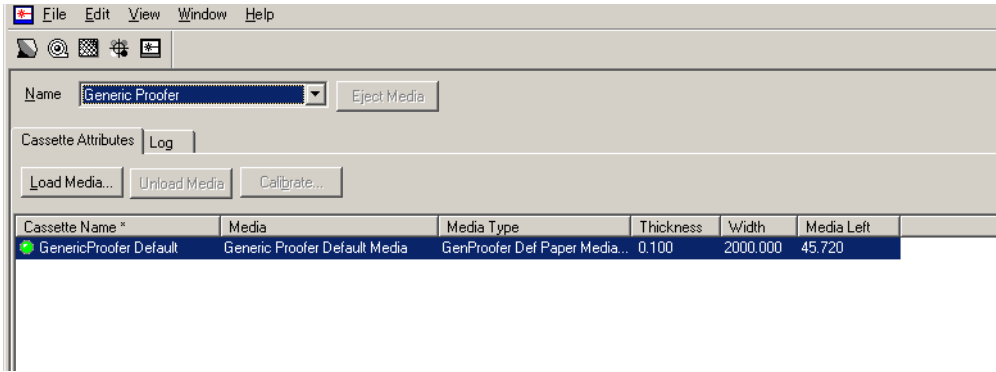 File Edit View Window Help
Name Generic Proofer Eject Media
Cassette Attributes Log
Load Media... Unload Media Calibrate...
Cassette Name * Media Media Type Thickness Width Media Left
GenericProofer Default Generic Proofer Default Media GenProofer Def Paper Media... 0.100 2000.000 45.720